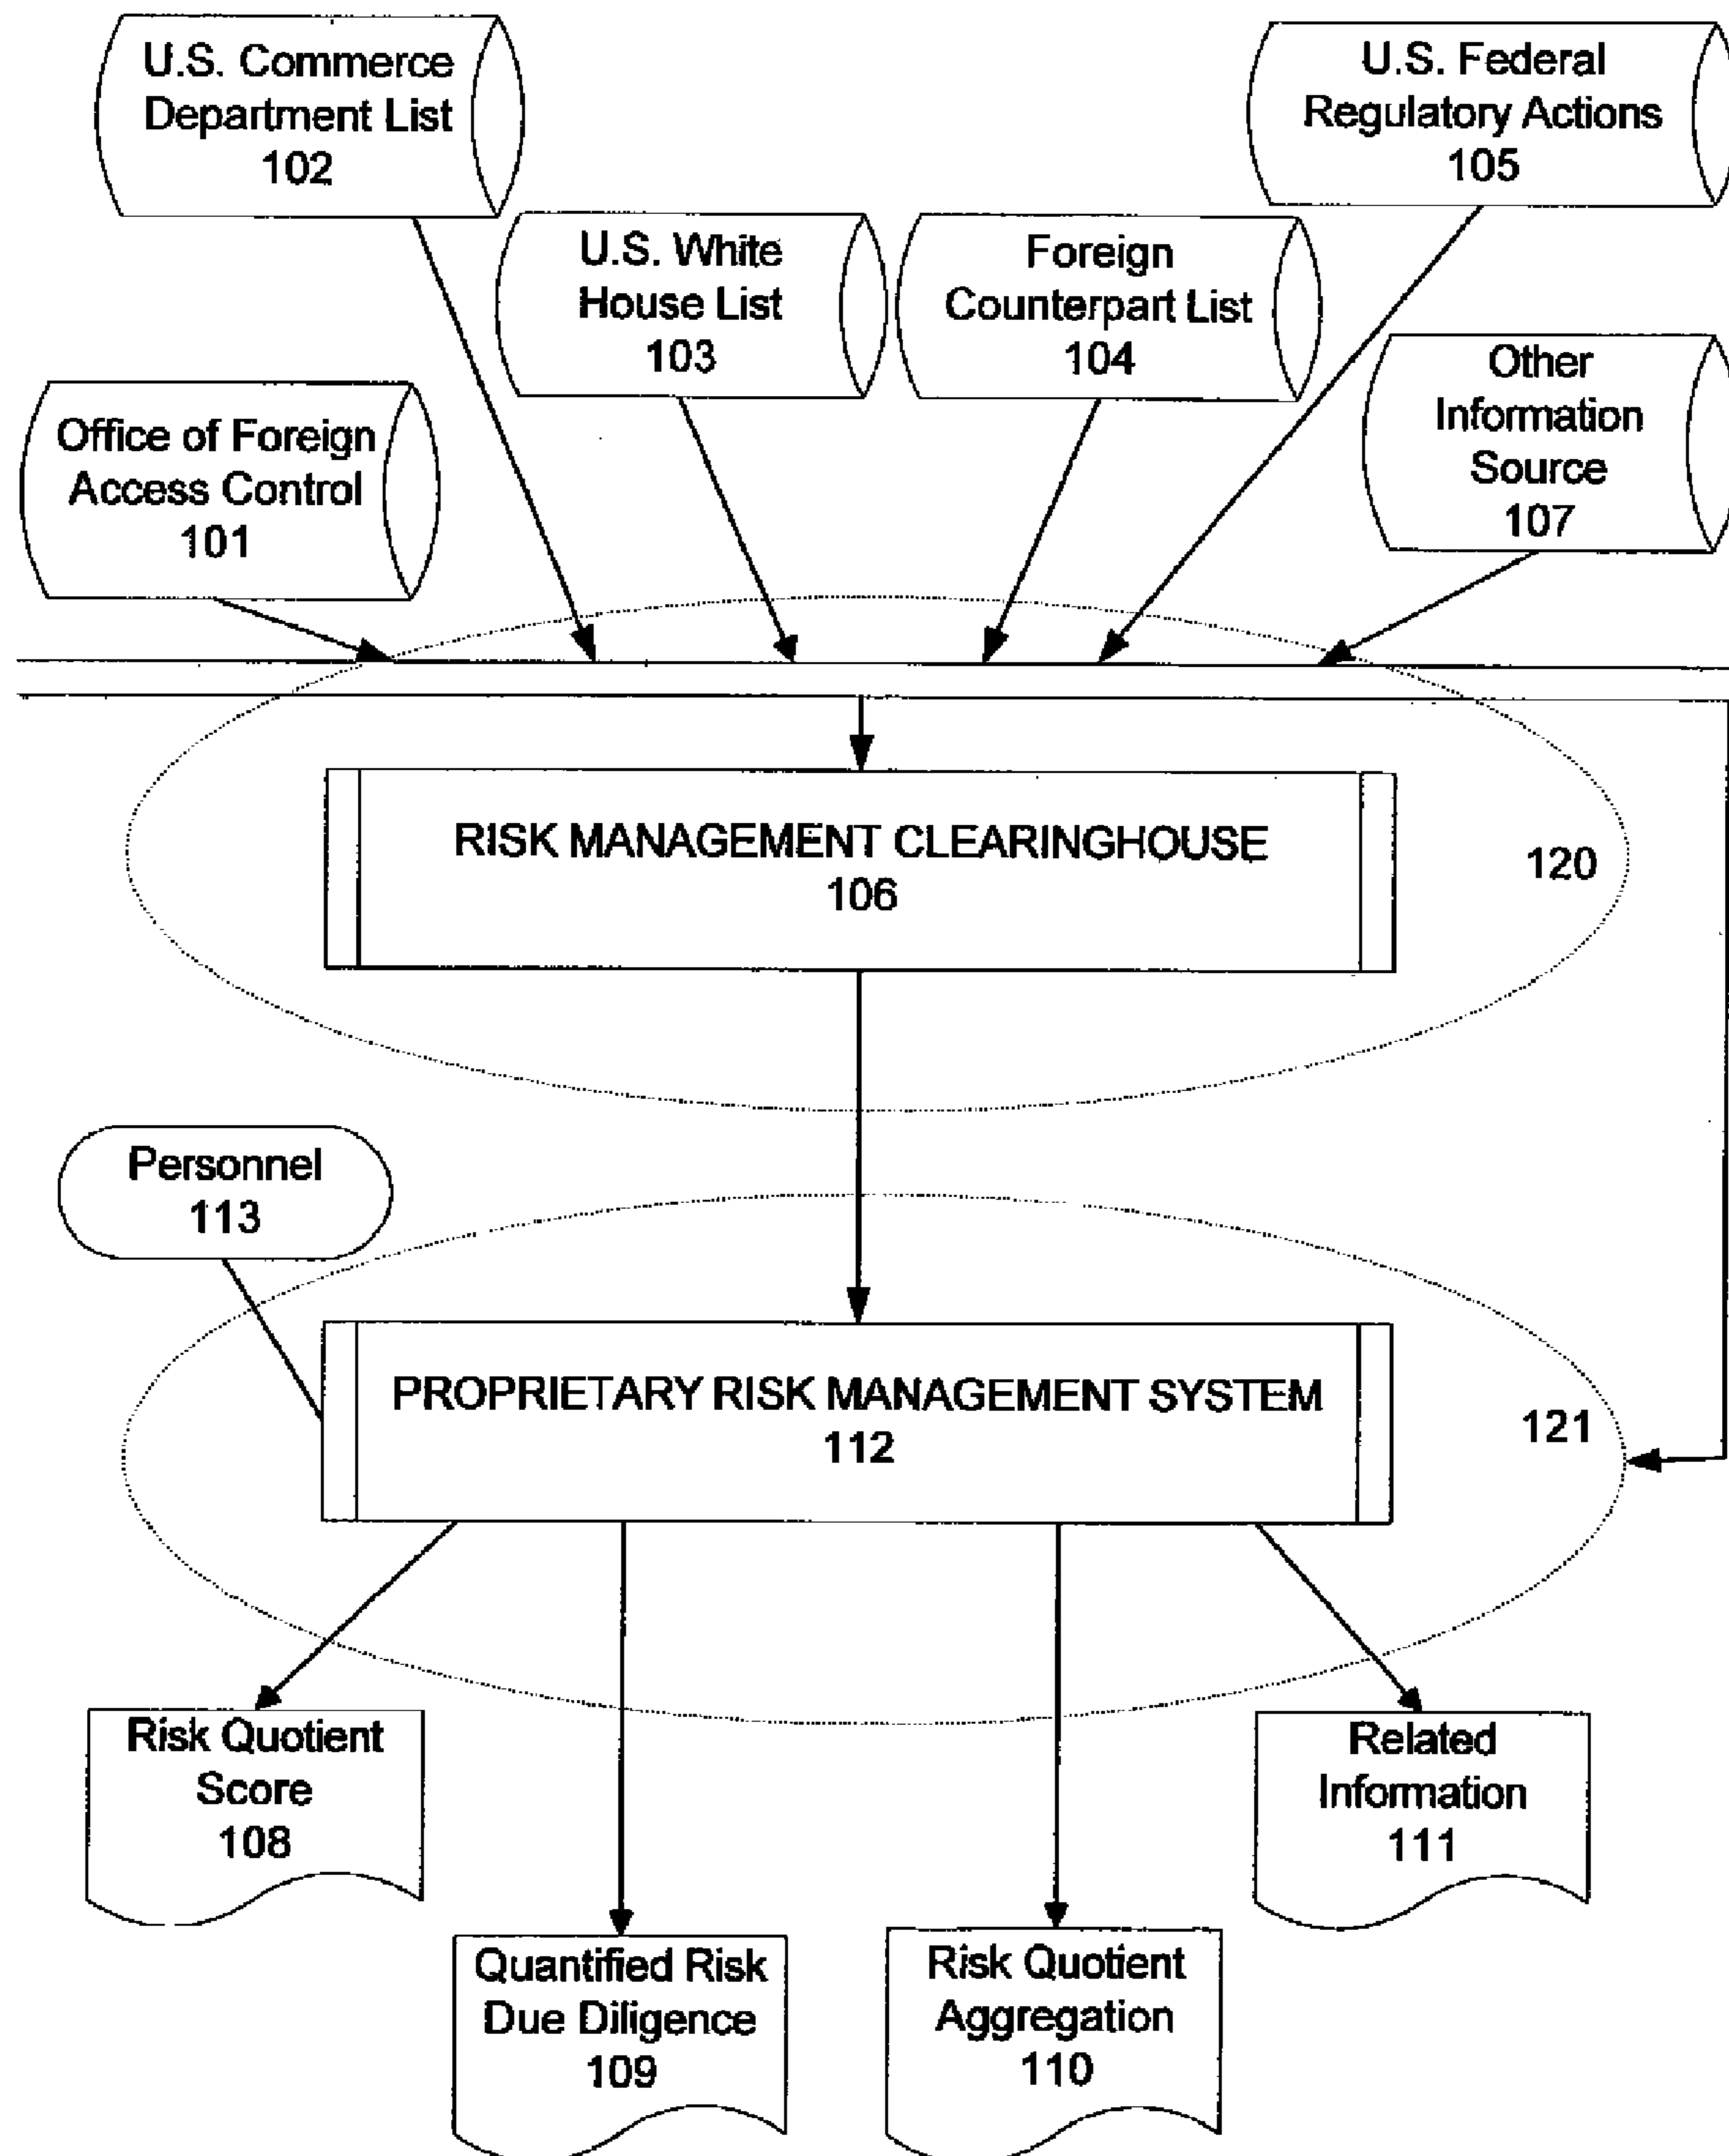 U.S. Commerce
Department List
102
U.S. Federal
Regulatory Actions
105
U.S. White
House List
103
Foreign
Counterpart List
104
Other
Information
Source
107
Office of Foreign
Access Control
101
RISK MANAGEMENT CLEARINGHOUSE
106
120
Personnel
113
PROPRIETARY RISK MANAGEMENT SYSTEM
112
121
Risk Quotient
Score
108
Related
Information
111
Quantified Risk
Due Diligence
109
Risk Quotient
Aggregation
110